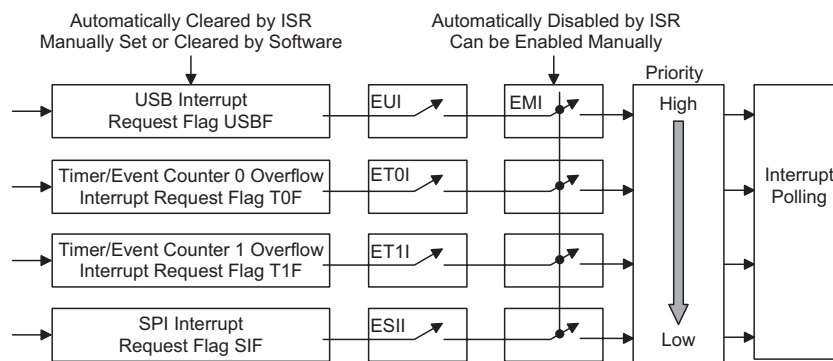 Automatically Cleared by ISR
Manually Set or Cleared by Software
Automatically Disabled by ISR
Can be Enabled Manually
Priority
USB Interrupt
Request Flag USBF
EUI
EMI
High
Timer/Event Counter 0 Overflow
Interrupt Request Flag T0F
ET0I
Interrupt
Polling
Timer/Event Counter 1 Overflow
Interrupt Request Flag T1F
ET1I
SPI Interrupt
Request Flag SIF
ESII
Low